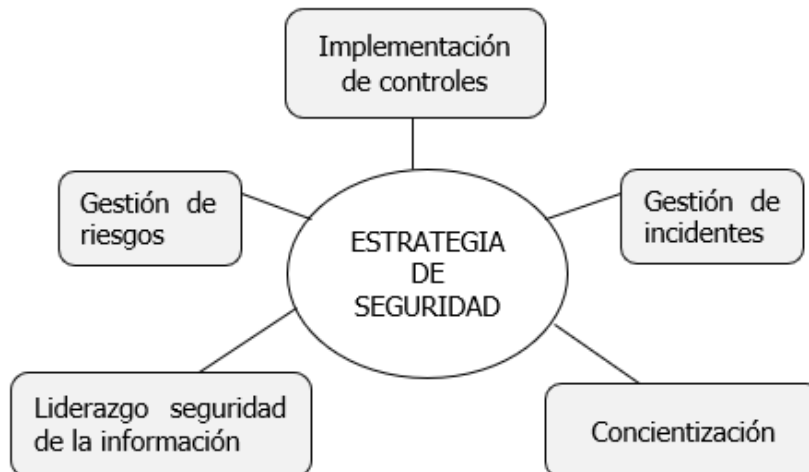 Implementación
de controles
Gestión de
riesgos
Gestión de
incidentes
ESTRATEGIA
DE
SEGURIDAD
Liderazgo seguridad
de la información
Concientización